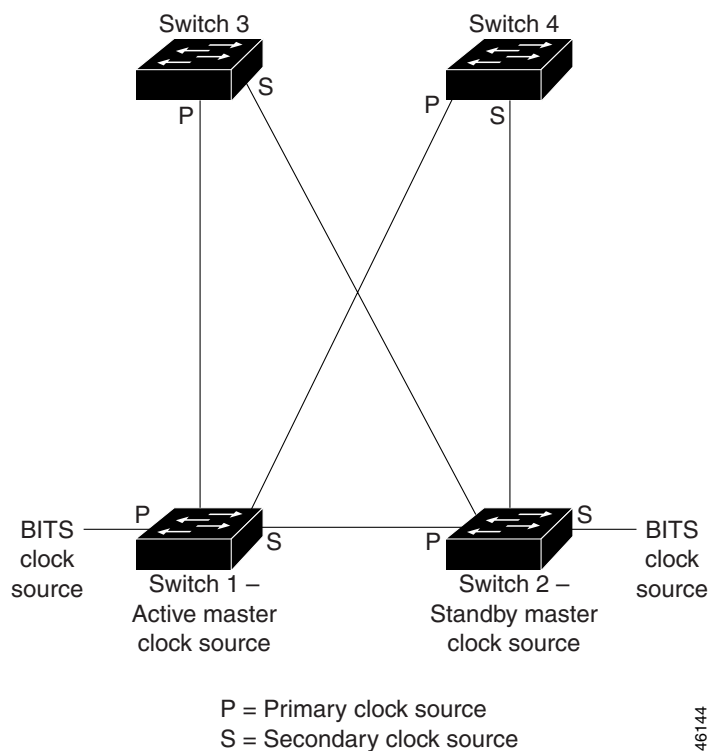 Switch 3
Switch 4
S
P
P
S
P
S
P
S
BITS
clock
source
BITS
clock
source
Switch 1 –
Active master
clock source
Switch 2 –
Standby master
clock source
P = Primary clock source
S = Secondary clock source
46144